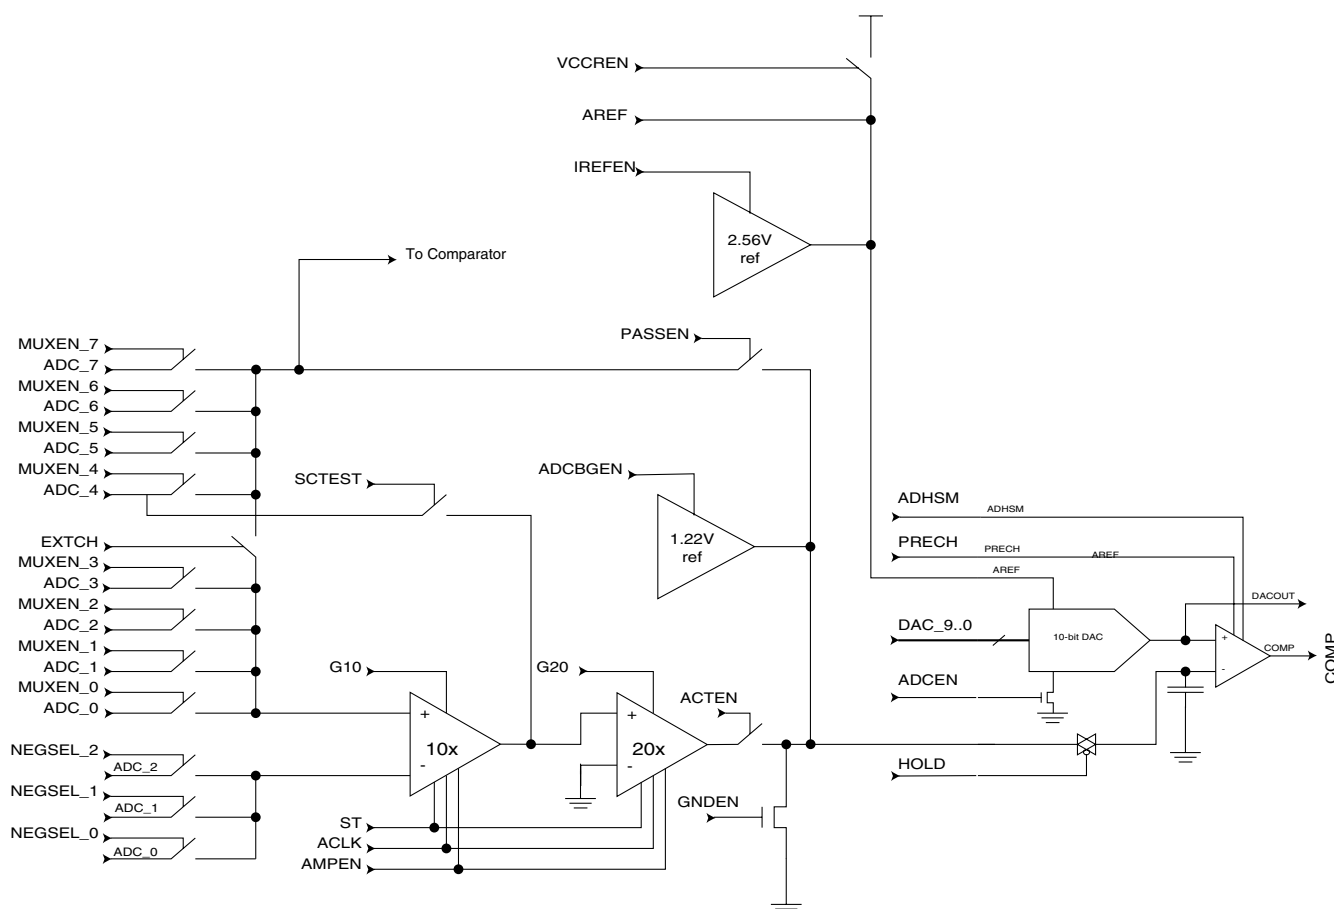 VCCREN
AREF
IREFEN
2.56V
ref
To Comparator
PASSEN
MUXEN_7
ADC_7
MUXEN_6
ADC_6
MUXEN_5
ADC_5
MUXEN_4
ADC_4
SCTEST
ADCBGEN
1.22V
ref
EXTCH
MUXEN_3
ADC_3
MUXEN_2
ADC_2
MUXEN_1
ADC_1
MUXEN_0
ADC_0
ADHSM
ADHSM
PRECH
PRECH
AREF
AREF
DACOUT
DAC_9..0
10-bit DAC
+
-
COMP
COMP
ADCEN
G10
G20
ACTEN
+
10x
-
+
20x
-
NEGSEL_2
ADC_2
NEGSEL_1
ADC_1
NEGSEL_0
ADC_0
HOLD
GNDEN
ST
ACLK
AMPEN